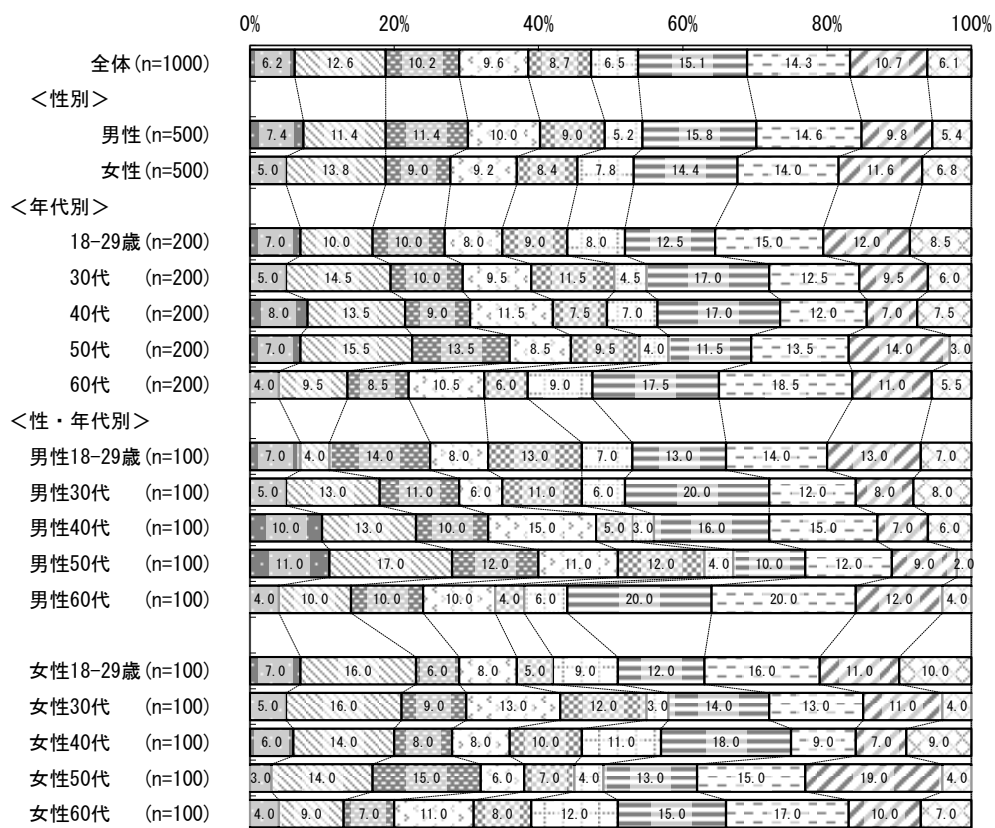 0% 20% 40% 60% 80% 100%
全体(n=1000) 6.2 12.6 10.2 9.6 8.7 6.5 15.1 14.3 10.7 6.1
＜性別＞
男性(n=500) 7.4 11.4 11.4 10.0 9.0 5.2 15.8 14.6 9.8 5.4
女性(n=500) 5.0 13.8 9.0 9.2 8.4 7.8 14.4 14.0 11.6 6.8
＜年代別＞
18-29歳(n=200) 7.0 10.0 10.0 8.0 9.0 8.0 12.5 15.0 12.0 8.5
30代 (n=200) 5.0 14.5 10.0 9.5 11.5 4.5 17.0 12.5 9.5 6.0
40代 (n=200) 8.0 13.5 9.0 11.5 7.5 7.0 17.0 12.0 7.0 7.5
50代 (n=200) 7.0 15.5 13.5 8.5 9.5 4.0 11.5 13.5 14.0 3.0
60代 (n=200) 4.0 9.5 8.5 10.5 6.0 9.0 17.5 18.5 11.0 5.5
＜性・年代別＞
男性18-29歳(n=100) 7.0 4.0 14.0 8.0 13.0 7.0 13.0 14.0 13.0 7.0
男性30代 (n=100) 5.0 13.0 11.0 6.0 11.0 6.0 20.0 12.0 8.0 8.0
男性40代 (n=100) 10.0 13.0 10.0 15.0 5.0 3.0 16.0 15.0 7.0 6.0
男性50代 (n=100) 11.0 17.0 12.0 11.0 12.0 4.0 10.0 12.0 9.0 2.0
男性60代 (n=100) 4.0 10.0 10.0 10.0 4.0 6.0 20.0 20.0 12.0 4.0
女性18-29歳(n=100) 7.0 16.0 6.0 8.0 5.0 9.0 12.0 16.0 11.0 10.0
女性30代 (n=100) 5.0 16.0 9.0 13.0 12.0 3.0 14.0 13.0 11.0 4.0
女性40代 (n=100) 6.0 14.0 8.0 8.0 10.0 11.0 18.0 9.0 7.0 9.0
女性50代 (n=100) 3.0 14.0 15.0 6.0 7.0 4.0 13.0 15.0 19.0 4.0
女性60代 (n=100) 4.0 9.0 7.0 11.0 8.0 12.0 15.0 17.0 10.0 7.0